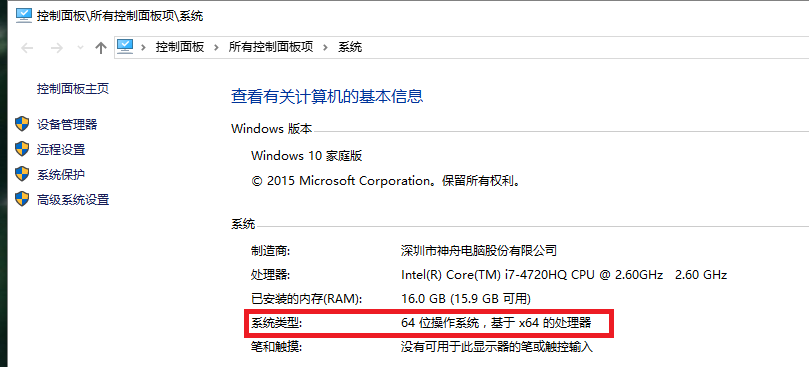 控制面板\所有控制面板项\系统
控制面板 > 所有控制面板项 > 系统
控制面板主页
设备管理器
远程设置
系统保护
高级系统设置
查看有关计算机的基本信息
Windows 版本
Windows 10 家庭版
© 2015 Microsoft Corporation。保留所有权利。
系统
制造商: 深圳市神舟电脑股份有限公司
处理器: Intel(R) Core(TM) i7-4720HQ CPU @ 2.60GHz 2.60 GHz
已安装的内存(RAM): 16.0 GB (15.9 GB 可用)
系统类型: 64 位操作系统，基于 x64 的处理器
笔和触摸: 没有可用于此显示器的笔或触控输入